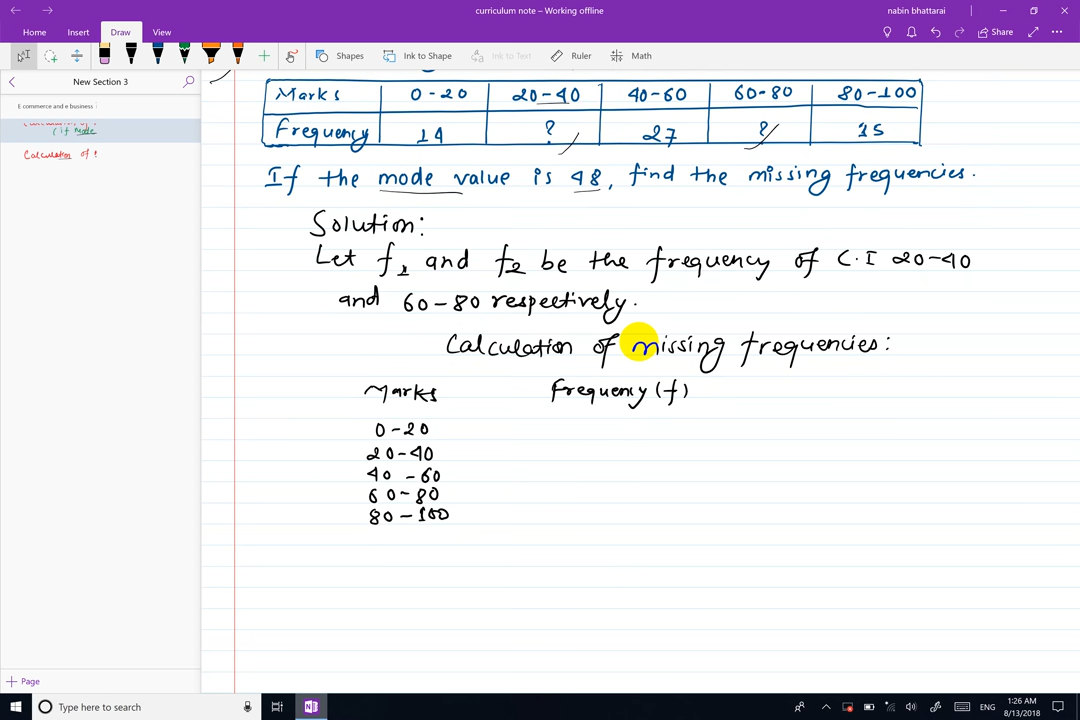 curriculum note – Working offline
nabin bhattarai
Home Insert Draw View
Share
Shapes Ink to Shape Ink to Text Ruler Math
New Section 3
E commerce and e business
(if mode
Calculation of
Marks 0-20 20-40 40-60 60-80 80-100
Frequency 14 ? 27 ? 15
If the mode value is 48, find the missing frequencies.
Solution:
Let f1 and f2 be the frequency of C.I 20-40
and 60-80 respectively.
Calculation of missing frequencies:
Marks Frequency (f)
0-20
20-40
40-60
60-80
80-100
+ Page
Type here to search
ENG
1:26 AM
8/13/2018